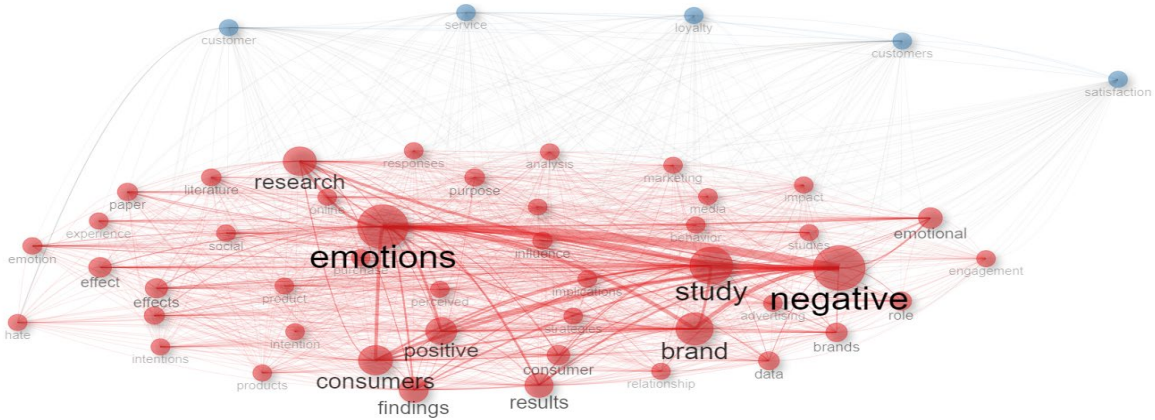 service
loyalty
customer
customers
satisfaction
responses
analysis
research
marketing
literature
purpose
paper
impact
online
media
experience
social
behavior
studies
emotional
emotion
emotions
influence
purchase
engagement
effect
study
negative
effects
product
perceived
implications
advertising
role
hate
strategies
intentions
intention
positive
brand
brands
consumers
consumer
products
relationship
data
findings
results